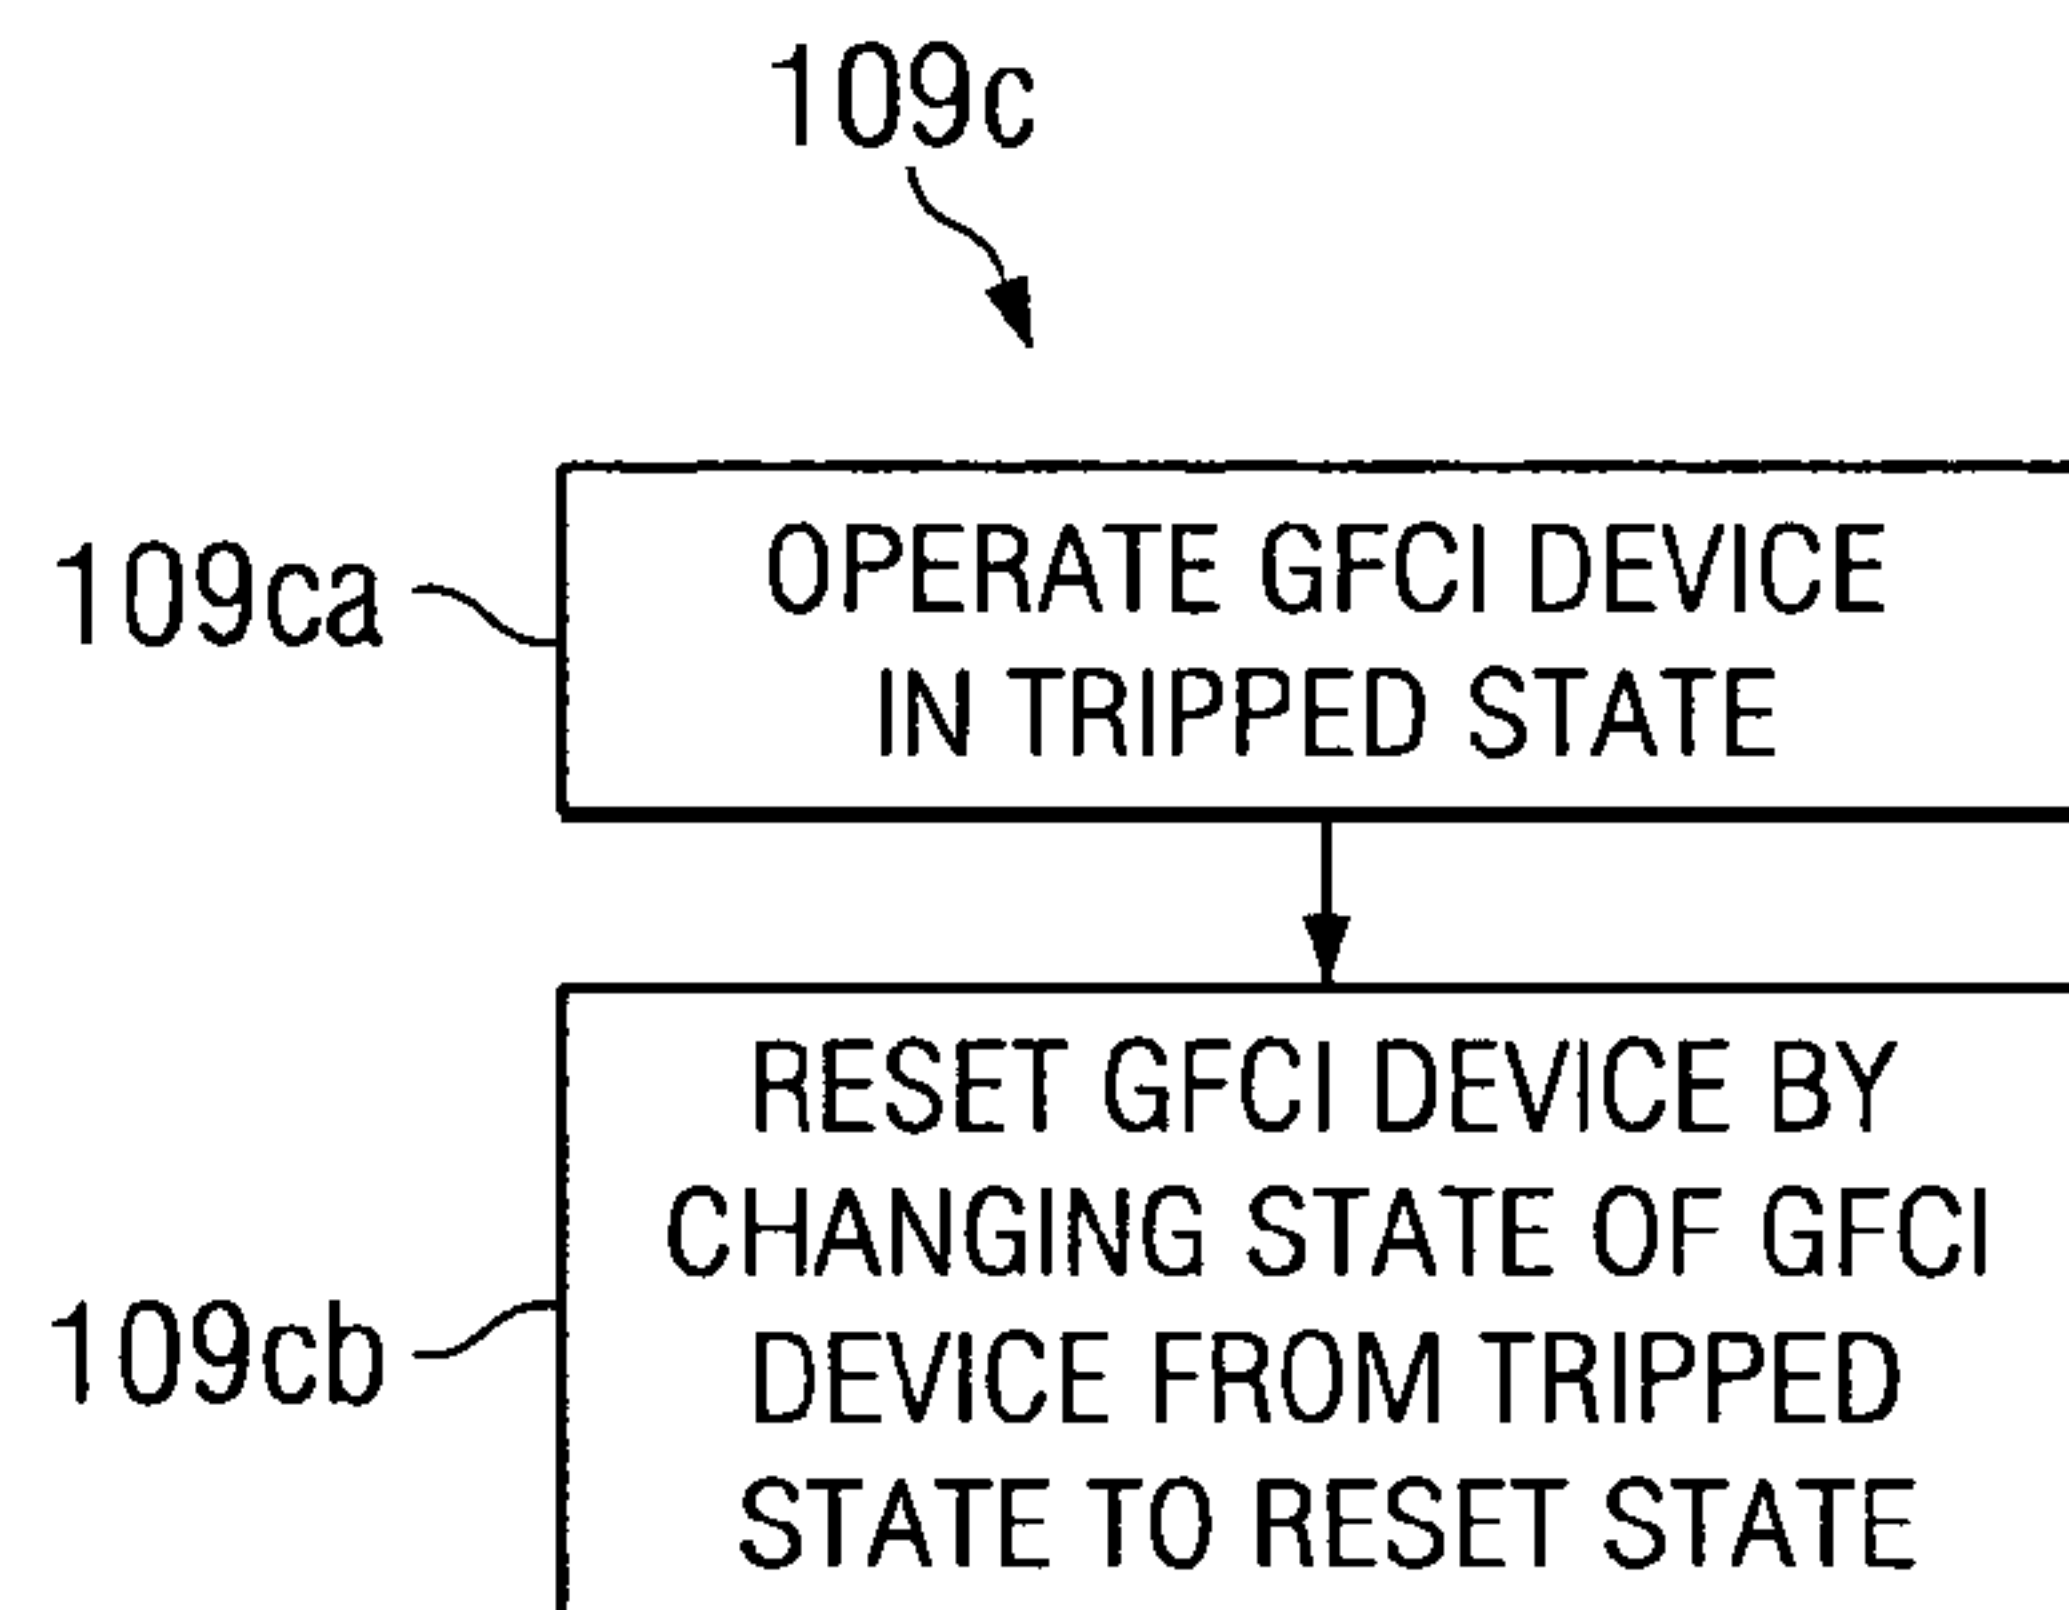 109c
109ca
OPERATE GFCI DEVICE
IN TRIPPED STATE
109cb
RESET GFCI DEVICE BY
CHANGING STATE OF GFCI
DEVICE FROM TRIPPED
STATE TO RESET STATE